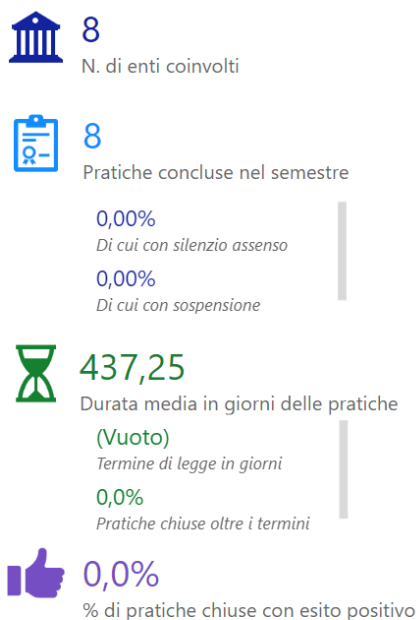 8
N. di enti coinvolti
8
Pratiche concluse nel semestre
0,00%
Di cui con silenzio assenso
0,00%
Di cui con sospensione
437,25
Durata media in giorni delle pratiche
(Vuoto)
Termine di legge in giorni
0,0%
Pratiche chiuse oltre i termini
0,0%
% di pratiche chiuse con esito positivo